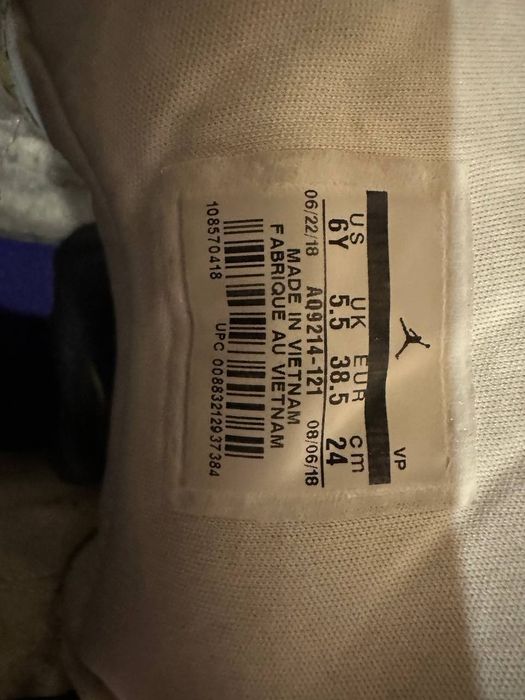 VP
US UK EUR cm
6Y 5.5 38.5 24
06/22/18 AQ9214-121 08/06/18
MADE IN VIETNAM
FABRIQUE AU VIETNAM
108570418 UPC 00883212937384